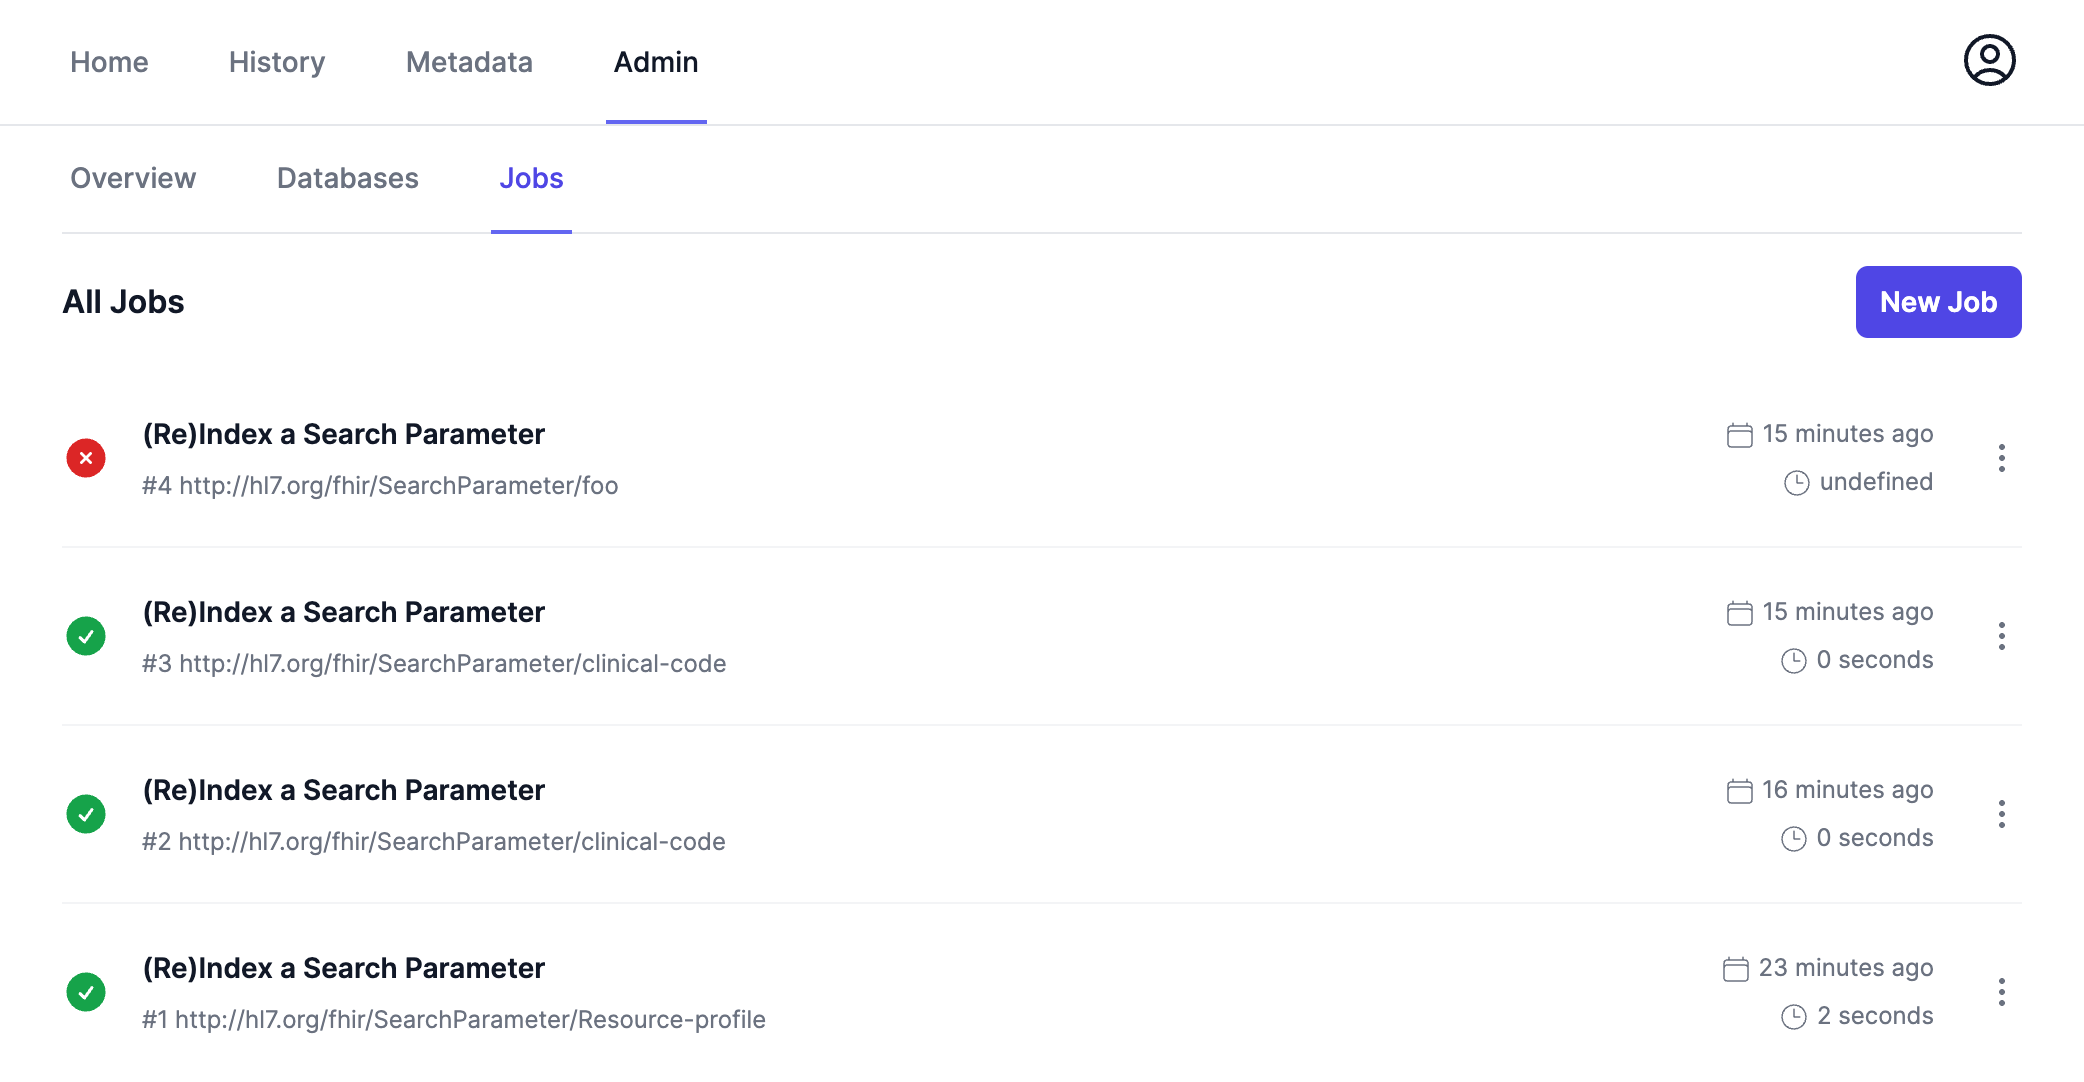 Home History Metadata Admin
Overview Databases Jobs
All Jobs
New Job
(Re)Index a Search Parameter
#4 http://hl7.org/fhir/SearchParameter/foo
15 minutes ago
undefined
(Re)Index a Search Parameter
#3 http://hl7.org/fhir/SearchParameter/clinical-code
15 minutes ago
0 seconds
(Re)Index a Search Parameter
#2 http://hl7.org/fhir/SearchParameter/clinical-code
16 minutes ago
0 seconds
(Re)Index a Search Parameter
#1 http://hl7.org/fhir/SearchParameter/Resource-profile
23 minutes ago
2 seconds